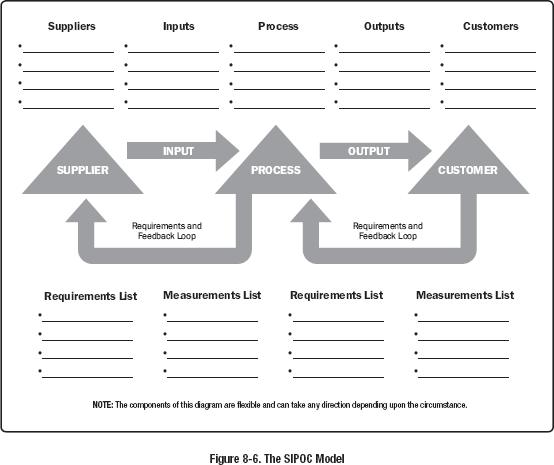 Suppliers Inputs Process Outputs Customers
INPUT OUTPUT
SUPPLIER PROCESS CUSTOMER
Requirements and
Feedback Loop
Requirements and
Feedback Loop
Requirements List Measurements List Requirements List Measurements List
NOTE: The components of this diagram are flexible and can take any direction depending upon the circumstance.
Figure 8-6. The SIPOC Model